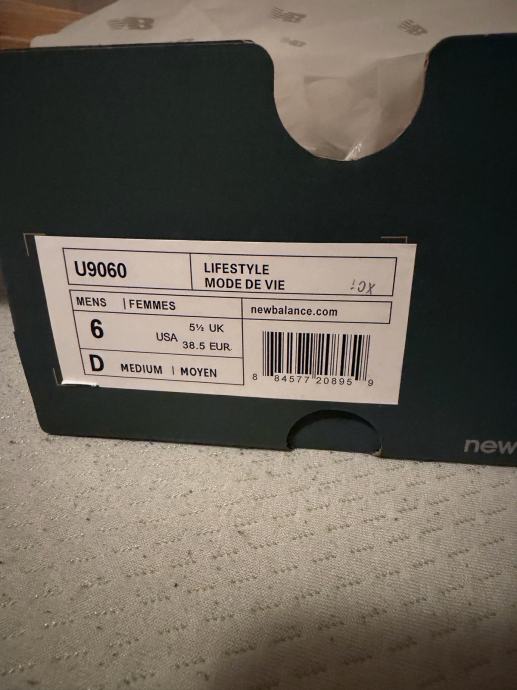 U9060
LIFESTYLE
MODE DE VIE
MENS | FEMMES
newbalance.com
6
USA
5½ UK
38.5 EUR.
D
MEDIUM | MOYEN
8 84577 20895 9
new